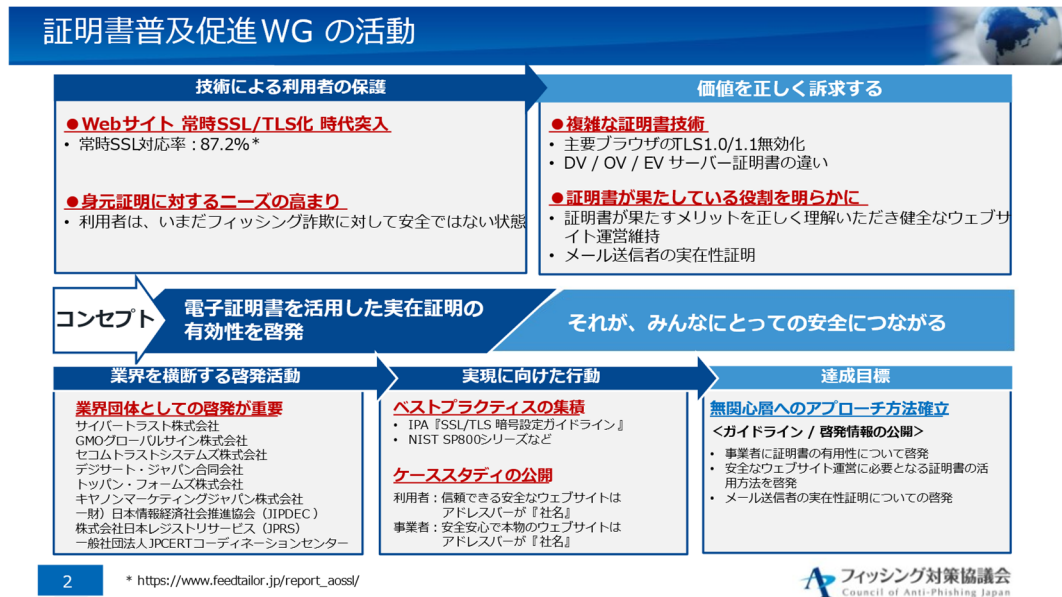 証明書普及促進WG の活動
技術による利用者の保護
●Webサイト 常時SSL/TLS化 時代突入
• 常時SSL対応率：87.2%*
●身元証明に対するニーズの高まり
• 利用者は、いまだフィッシング詐欺に対して安全ではない状態
価値を正しく訴求する
●複雑な証明書技術
• 主要ブラウザのTLS1.0/1.1無効化
• DV / OV / EV サーバー証明書の違い
●証明書が果たしている役割を明らかに
• 証明書が果たすメリットを正しく理解いただき健全なウェブサ
イト運営維持
• メール送信者の実在性証明
コンセプト
電子証明書を活用した実在証明の
有効性を啓発
それが、みんなにとっての安全につながる
業界を横断する啓発活動
業界団体としての啓発が重要
サイバートラスト株式会社
GMOグローバルサイン株式会社
セコムトラストシステムズ株式会社
デジサート・ジャパン合同会社
トッパン・フォームズ株式会社
キヤノンマーケティングジャパン株式会社
一財）日本情報経済社会推進協会（JIPDEC ）
株式会社日本レジストリサービス（JPRS）
一般社団法人JPCERTコーディネーションセンター
実現に向けた行動
ベストプラクティスの集積
• IPA『SSL/TLS 暗号設定ガイドライン 』
• NIST SP800シリーズなど
ケーススタディの公開
利用者：信頼できる安全なウェブサイトは
アドレスバーが『社名』
事業者：安全安心で本物のウェブサイトは
アドレスバーが『社名』
達成目標
無関心層へのアプローチ方法確立
＜ガイドライン / 啓発情報の公開＞
• 事業者に証明書の有用性について啓発
• 安全なウェブサイト運営に必要となる証明書の活
用方法を啓発
• メール送信者の実在性証明についての啓発
2
* https://www.feedtailor.jp/report_aossl/
フィッシング対策協議会
Council of Anti-Phishing Japan